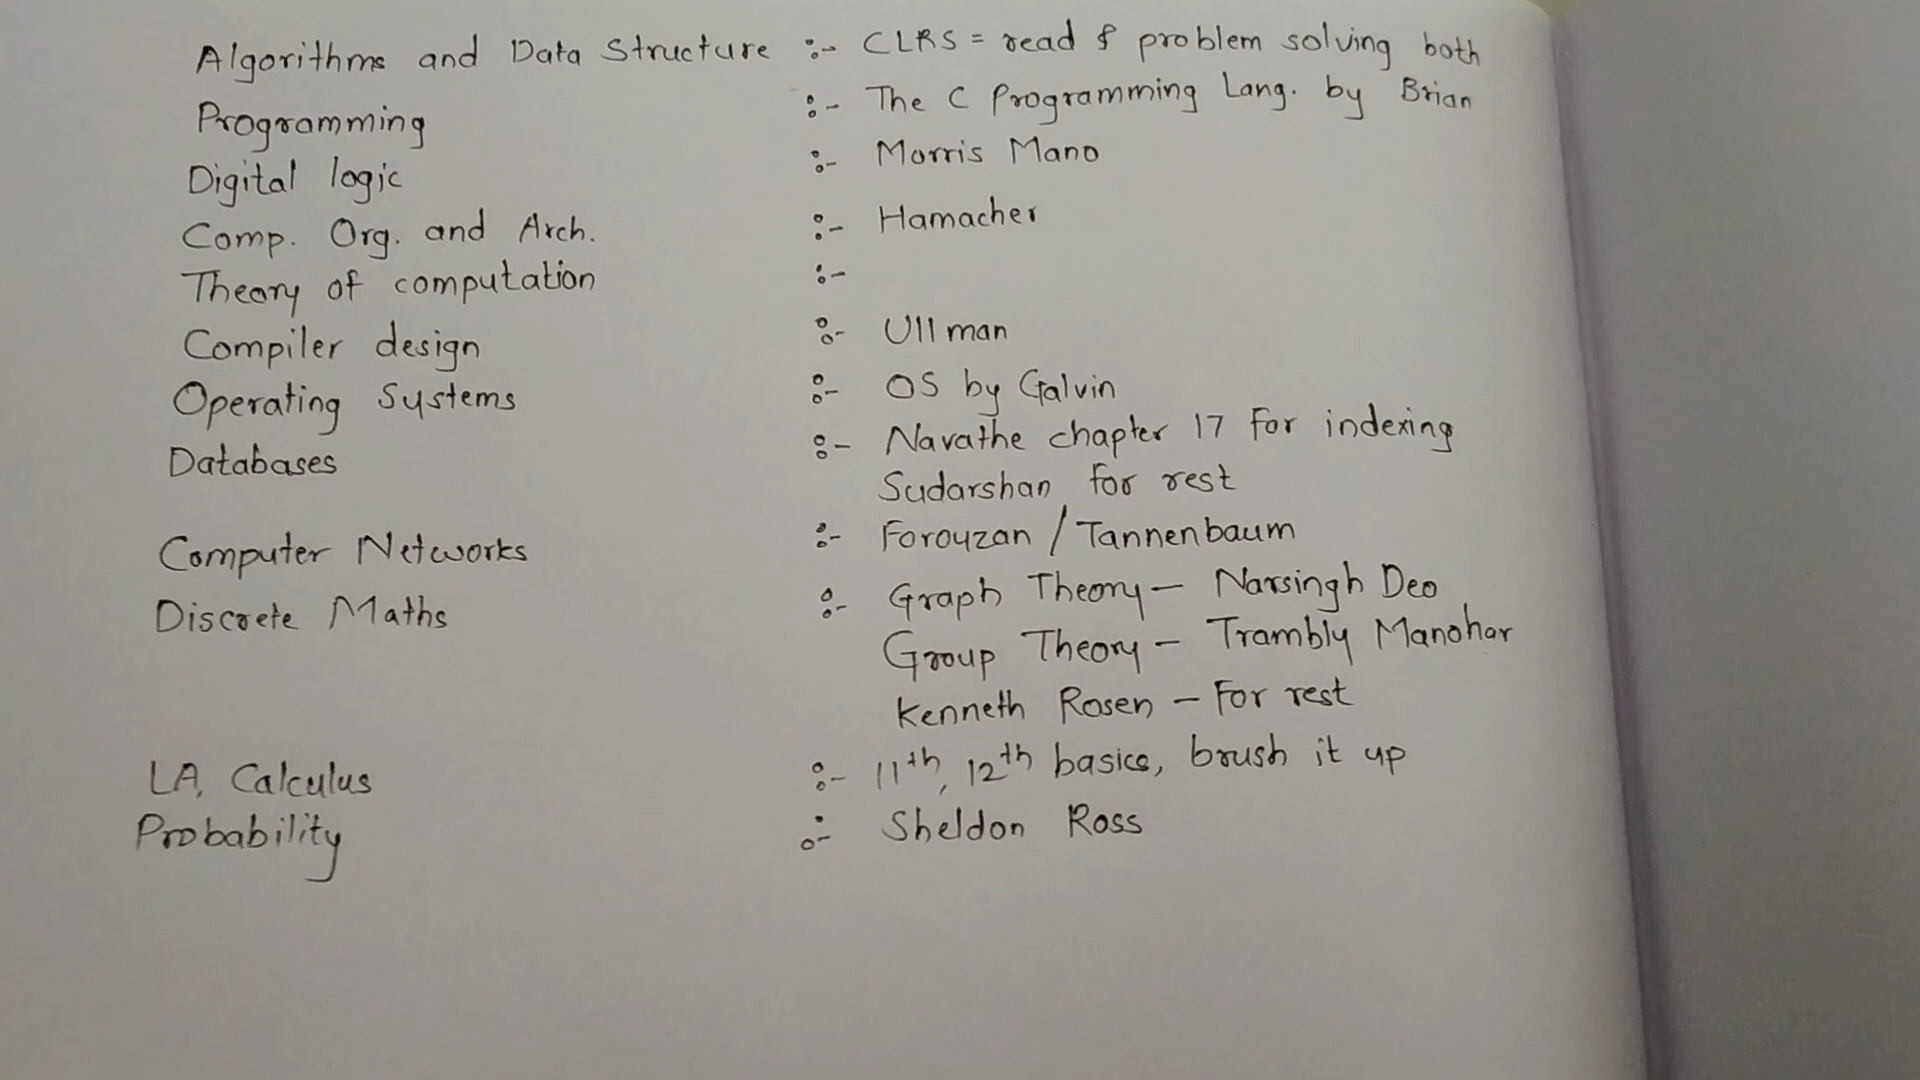 Algorithms and Data Structure :- CLRS = read & problem solving both
Programming :- The C Programming Lang. by Brian
Digital logic :- Morris Mano
Comp. Org. and Arch. :- Hamacher
Theory of computation :-
Compiler design :- Ullman
Operating Systems :- OS by Galvin
Databases :- Navathe chapter 17 For indexing
Sudarshan for rest
Computer Networks :- Forouzan / Tannenbaum
Discrete Maths :- Graph Theory - Narsingh Deo
Group Theory - Trambly Manohar
Kenneth Rosen - For rest
LA, Calculus :- 11th, 12th basics, brush it up
Probability :- Sheldon Ross